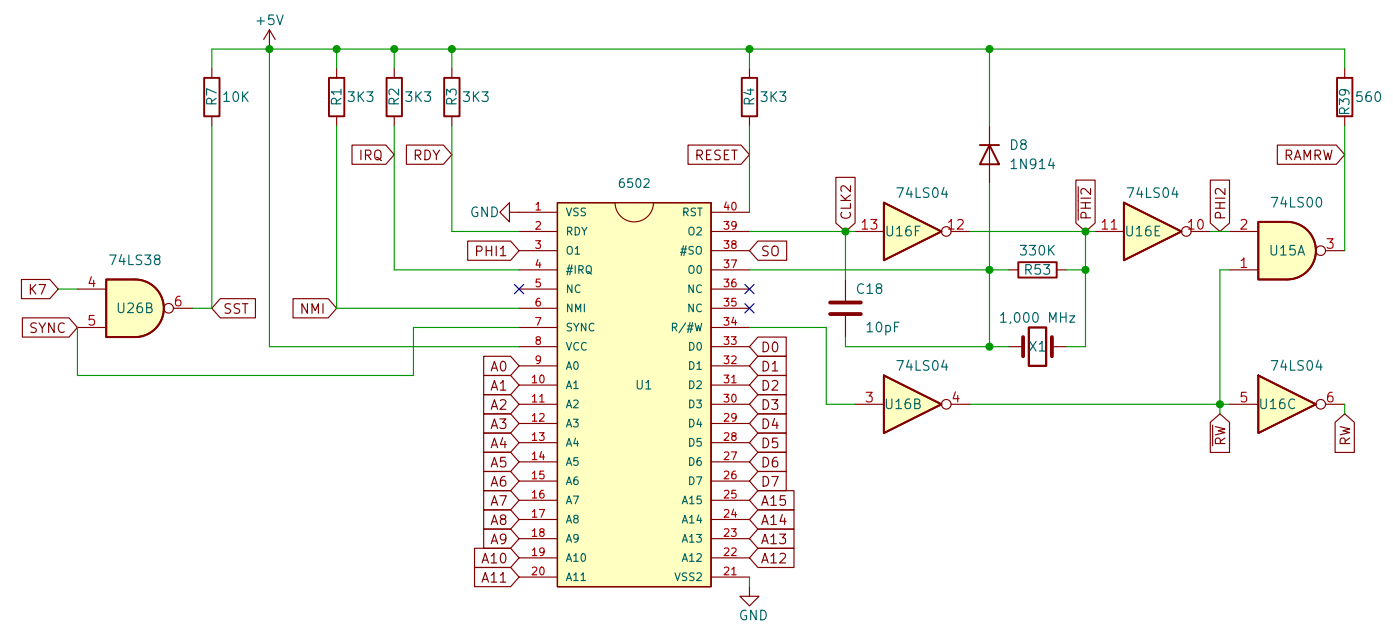 +5V
R7 10K
R1 3K3
R2 3K3
R3 3K3
R4 3K3
R39 560
D8
1N914
IRQ
RDY
RESET
RAMRW
6502
U1
GND 1 VSS
2 RDY
PHI1 3 O1
4 #IRQ
5 NC
NMI 6 NMI
7 SYNC
8 VCC
A0 9 A0
A1 10 A1
A2 11 A2
A3 12 A3
A4 13 A4
A5 14 A5
A6 15 A6
A7 16 A7
A8 17 A8
A9 18 A9
A10 19 A10
A11 20 A11
RST 40
O2 39
#SO 38 SO
O0 37
NC 36
NC 35
R/#W 34
D0 33 D0
D1 32 D1
D2 31 D2
D3 30 D3
D4 29 D4
D5 28 D5
D6 27 D6
D7 26 D7
A15 25 A15
A14 24 A14
A13 23 A13
A12 22 A12
VSS2 21
GND
74LS38
K7 4
U26B 6 SST
SYNC 5
CLK2
74LS04
13 U16F 12
P̅H̅I̅2̅
74LS04
11 U16E 10
PHI2
74LS00
2
U15A 3
1
330K
R53
C18
10pF
1,000 MHz
X1
74LS04
3 U16B 4
R̅W̅
74LS04
5 U16C 6
RW